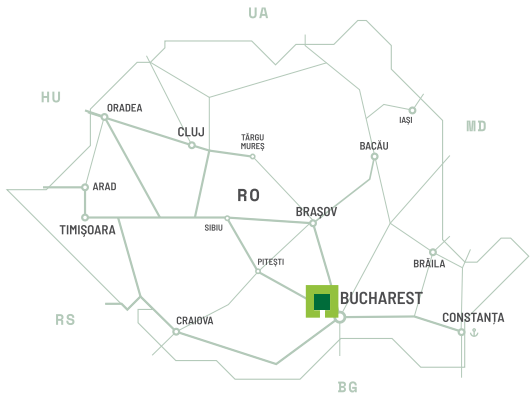 UA
HU
ORADEA
CLUJ
TÂRGU
MUREȘ
IAȘI
MD
BACĂU
ARAD
RO
TIMIȘOARA
SIBIU
BRAȘOV
PITEȘTI
BRĂILA
BUCHAREST
RS
CRAIOVA
CONSTANȚA
BG